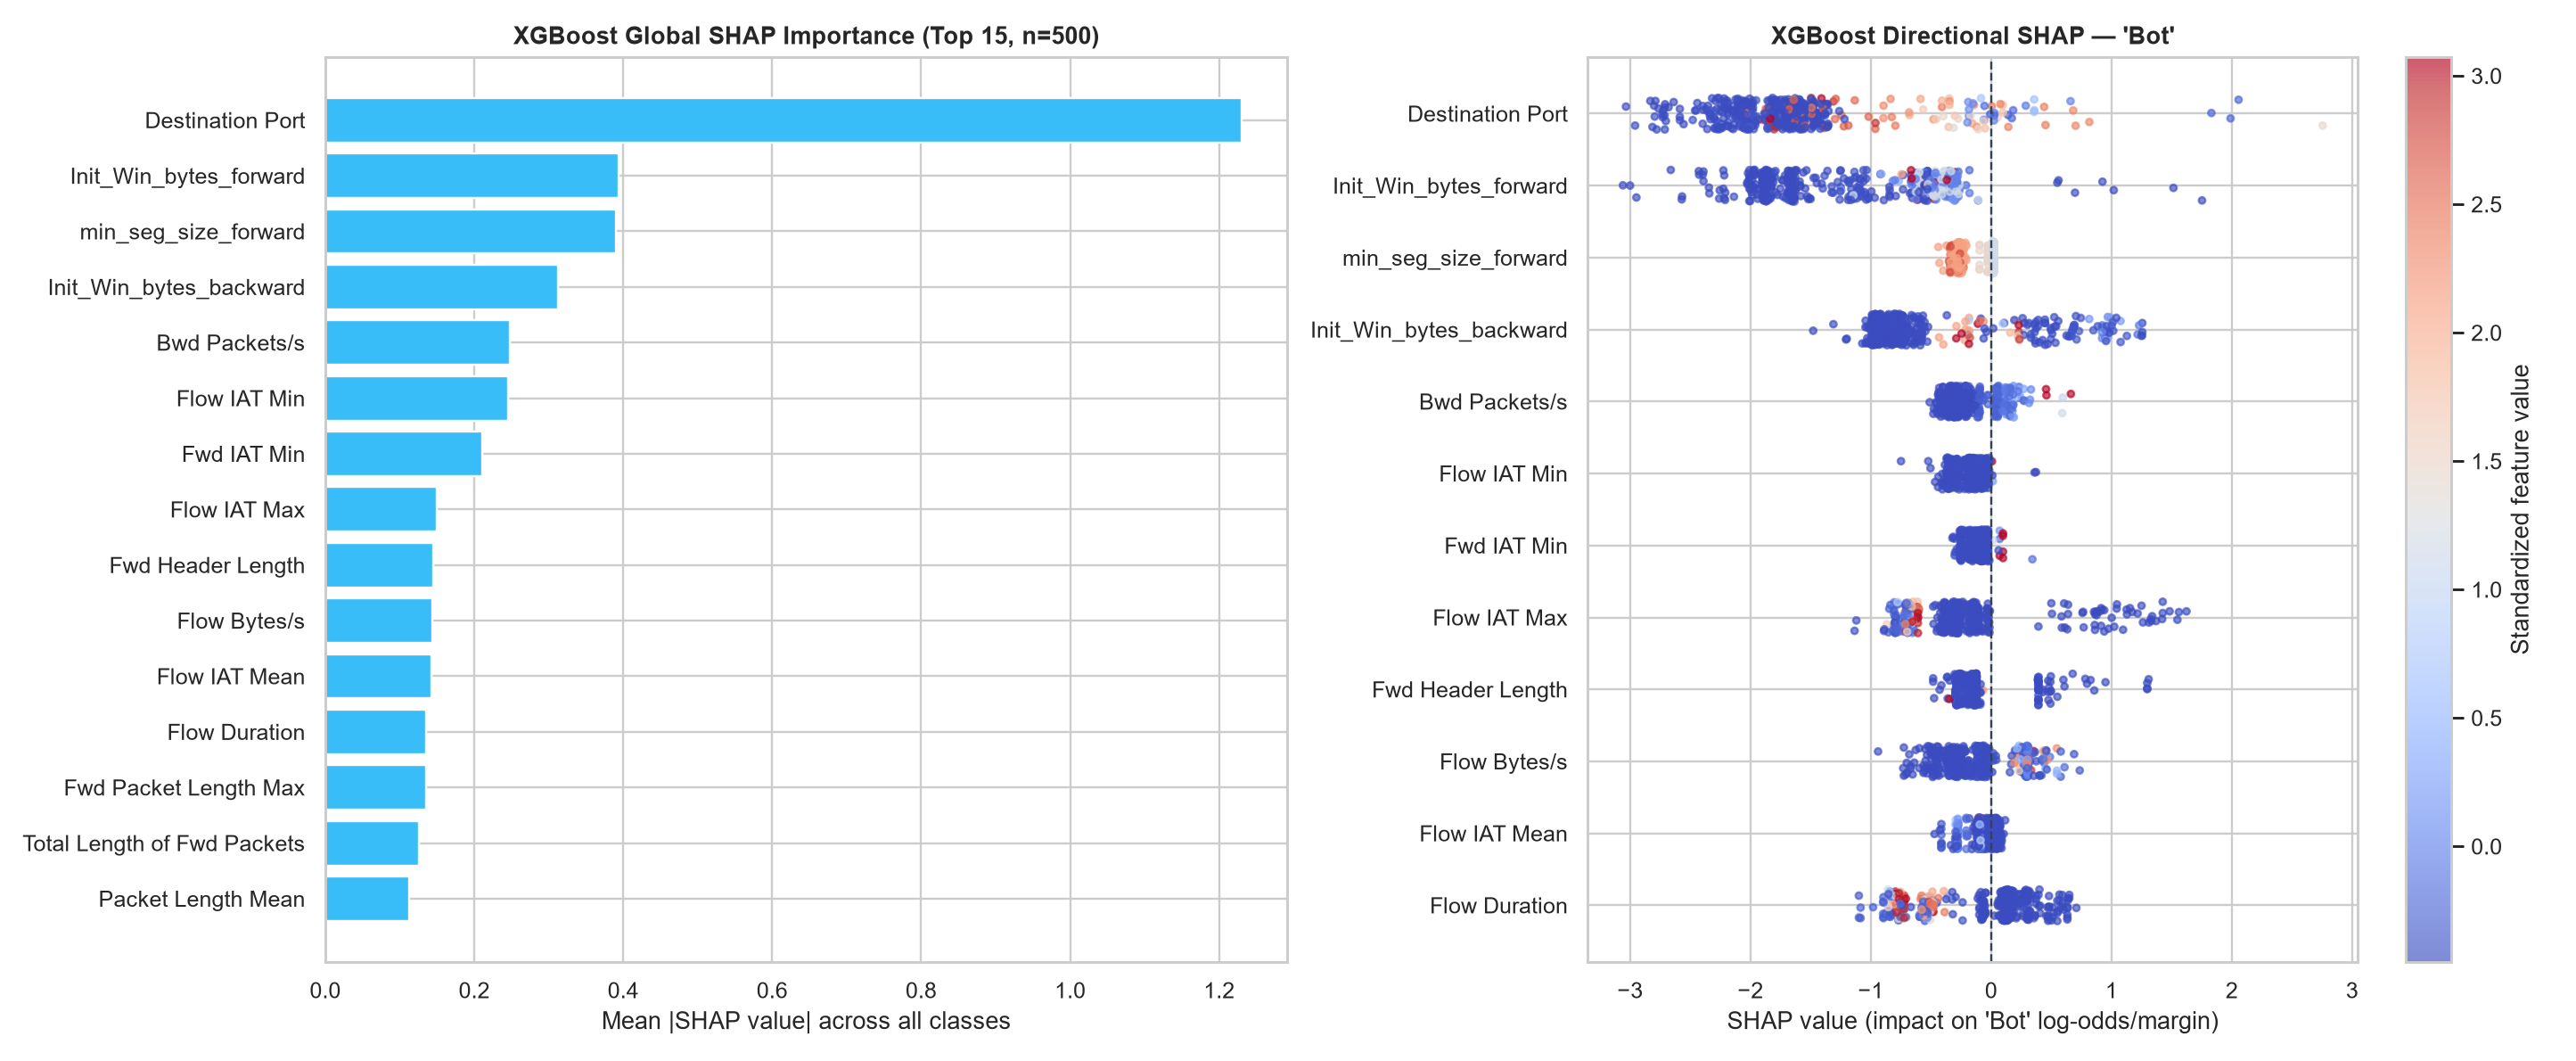 XGBoost Global SHAP Importance (Top 15, n=500)
Destination Port
Init_Win_bytes_forward
min_seg_size_forward
Init_Win_bytes_backward
Bwd Packets/s
Flow IAT Min
Fwd IAT Min
Flow IAT Max
Fwd Header Length
Flow Bytes/s
Flow IAT Mean
Flow Duration
Fwd Packet Length Max
Total Length of Fwd Packets
Packet Length Mean
0.0 0.2 0.4 0.6 0.8 1.0 1.2
Mean |SHAP value| across all classes
XGBoost Directional SHAP — 'Bot'
Destination Port
Init_Win_bytes_forward
min_seg_size_forward
Init_Win_bytes_backward
Bwd Packets/s
Flow IAT Min
Fwd IAT Min
Flow IAT Max
Fwd Header Length
Flow Bytes/s
Flow IAT Mean
Flow Duration
−3 −2 −1 0 1 2 3
SHAP value (impact on 'Bot' log-odds/margin)
3.0
2.5
2.0
1.5
1.0
0.5
0.0
Standardized feature value